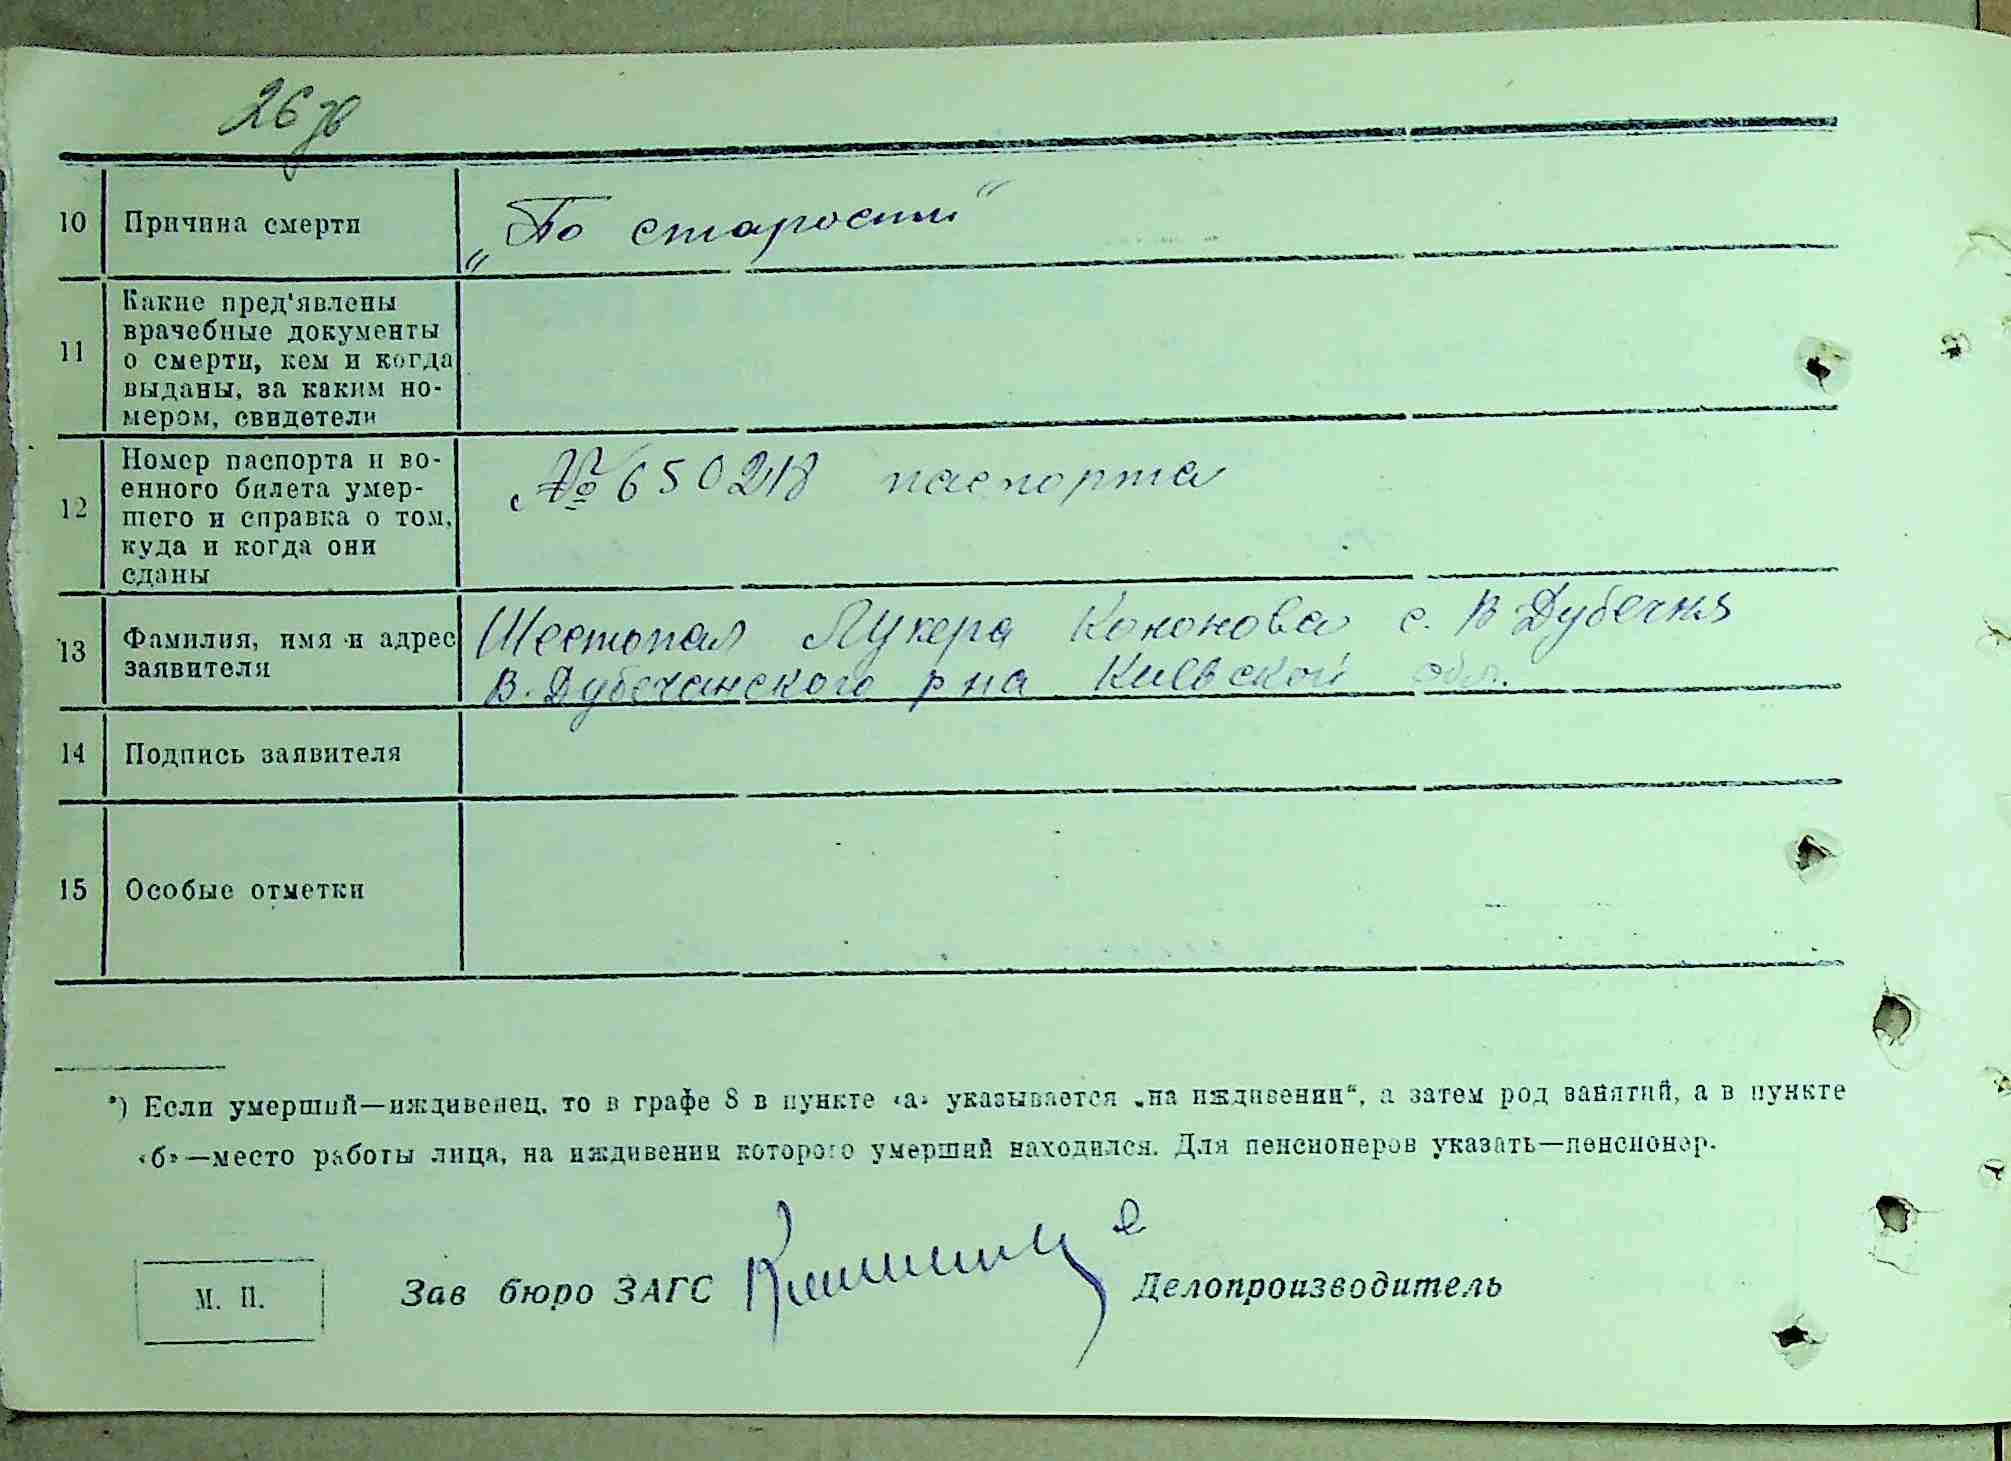 26 зв
10 Причина смерти „По старости“
11 Какие пред'явлены
врачебные документы
о смерти, кем и когда
выданы, за каким но-
мером, свидетели
12 Номер паспорта и во-
енного билета умер-
шего и справка о том,
куда и когда они
сданы
№ 650218 паспорта
13 Фамилия, имя и адрес
заявителя
Шестопал Лукера Кононова с. В Дубечня
В. Дубечанского р на Киевской обл.
14 Подпись заявителя
15 Особые отметки
*) Если умерший—иждивенец, то в графе 8 в пункте «а» указывается „на иждивении“, а затем род занятий, а в пункте
«б»—место работы лица, на иждивении которого умерший находился. Для пенсионеров указать—пенсионер.
М. П. Зав бюро ЗАГС Делопроизводитель